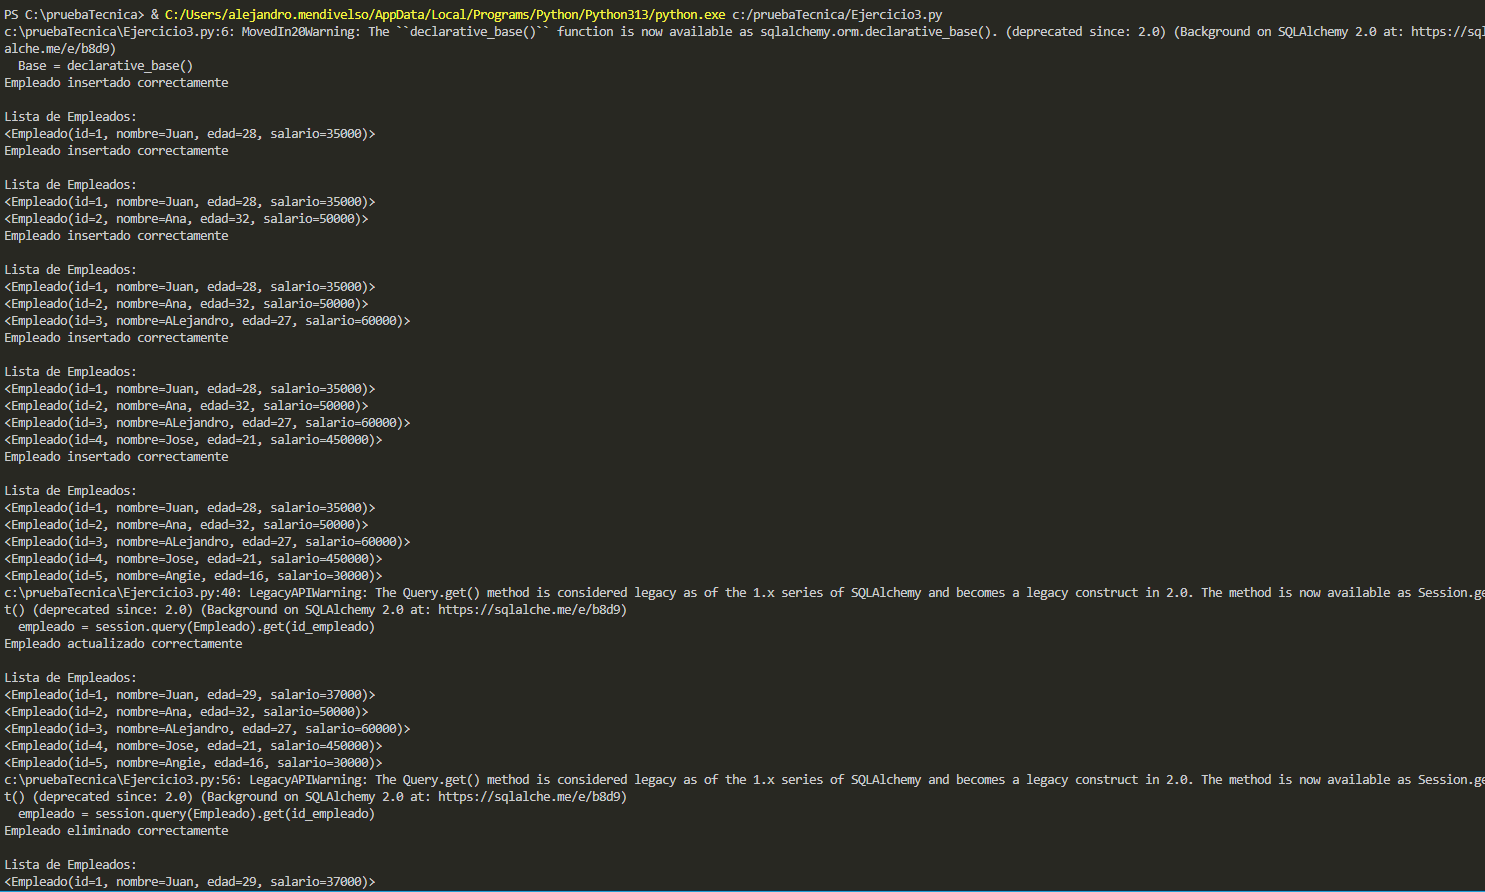 PS C:\pruebaTecnica> & C:/Users/alejandro.mendivelso/AppData/Local/Programs/Python/Python313/python.exe c:/pruebaTecnica/Ejercicio3.py
c:\pruebaTecnica\Ejercicio3.py:6: MovedIn20Warning: The ``declarative_base()`` function is now available as sqlalchemy.orm.declarative_base(). (deprecated since: 2.0) (Background on SQLAlchemy 2.0 at: https://sql
alche.me/e/b8d9)
  Base = declarative_base()
Empleado insertado correctamente

Lista de Empleados:
<Empleado(id=1, nombre=Juan, edad=28, salario=35000)>
Empleado insertado correctamente

Lista de Empleados:
<Empleado(id=1, nombre=Juan, edad=28, salario=35000)>
<Empleado(id=2, nombre=Ana, edad=32, salario=50000)>
Empleado insertado correctamente

Lista de Empleados:
<Empleado(id=1, nombre=Juan, edad=28, salario=35000)>
<Empleado(id=2, nombre=Ana, edad=32, salario=50000)>
<Empleado(id=3, nombre=ALejandro, edad=27, salario=60000)>
Empleado insertado correctamente

Lista de Empleados:
<Empleado(id=1, nombre=Juan, edad=28, salario=35000)>
<Empleado(id=2, nombre=Ana, edad=32, salario=50000)>
<Empleado(id=3, nombre=ALejandro, edad=27, salario=60000)>
<Empleado(id=4, nombre=Jose, edad=21, salario=450000)>
Empleado insertado correctamente

Lista de Empleados:
<Empleado(id=1, nombre=Juan, edad=28, salario=35000)>
<Empleado(id=2, nombre=Ana, edad=32, salario=50000)>
<Empleado(id=3, nombre=ALejandro, edad=27, salario=60000)>
<Empleado(id=4, nombre=Jose, edad=21, salario=450000)>
<Empleado(id=5, nombre=Angie, edad=16, salario=30000)>
c:\pruebaTecnica\Ejercicio3.py:40: LegacyAPIWarning: The Query.get() method is considered legacy as of the 1.x series of SQLAlchemy and becomes a legacy construct in 2.0. The method is now available as Session.ge
t() (deprecated since: 2.0) (Background on SQLAlchemy 2.0 at: https://sqlalche.me/e/b8d9)
  empleado = session.query(Empleado).get(id_empleado)
Empleado actualizado correctamente

Lista de Empleados:
<Empleado(id=1, nombre=Juan, edad=29, salario=37000)>
<Empleado(id=2, nombre=Ana, edad=32, salario=50000)>
<Empleado(id=3, nombre=ALejandro, edad=27, salario=60000)>
<Empleado(id=4, nombre=Jose, edad=21, salario=450000)>
<Empleado(id=5, nombre=Angie, edad=16, salario=30000)>
c:\pruebaTecnica\Ejercicio3.py:56: LegacyAPIWarning: The Query.get() method is considered legacy as of the 1.x series of SQLAlchemy and becomes a legacy construct in 2.0. The method is now available as Session.ge
t() (deprecated since: 2.0) (Background on SQLAlchemy 2.0 at: https://sqlalche.me/e/b8d9)
  empleado = session.query(Empleado).get(id_empleado)
Empleado eliminado correctamente

Lista de Empleados:
<Empleado(id=1, nombre=Juan, edad=29, salario=37000)>